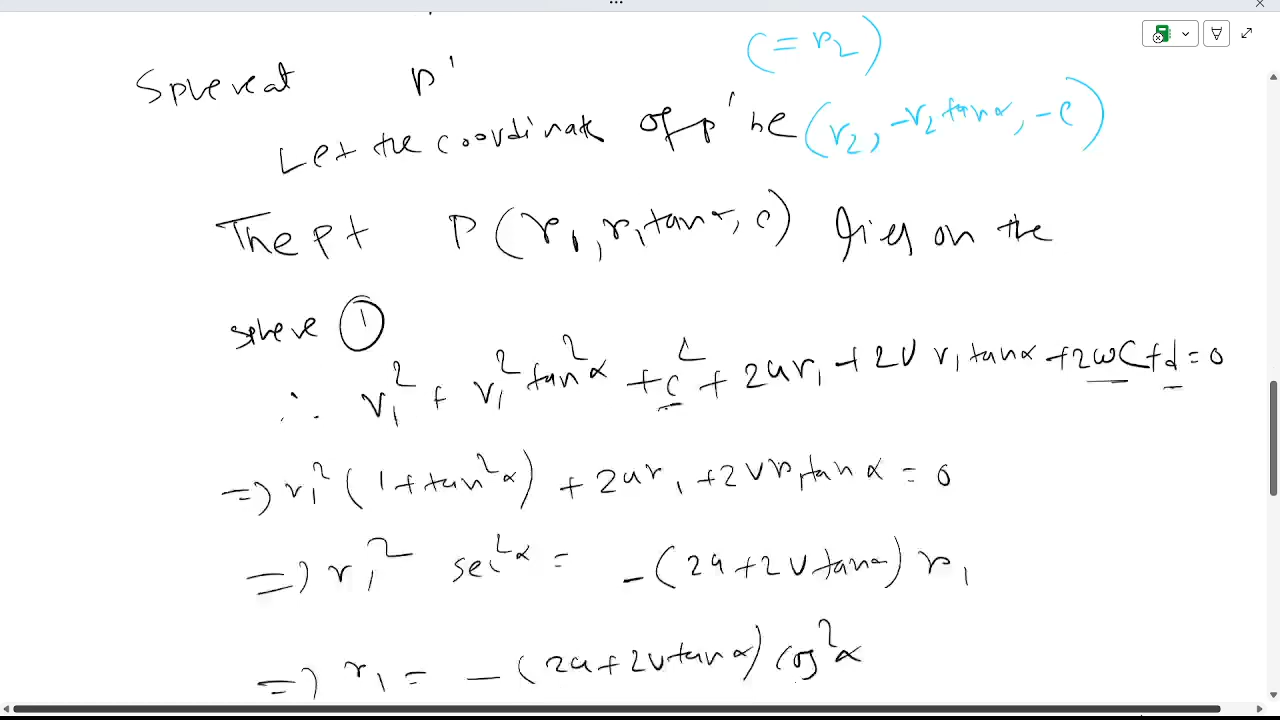 (= r₂)
Sphere at p'
Let the coordinate of p' be (r₂, -r₂ tanα, -c)
The pt P(r₁, r₁ tanα, c) lies on the
sphere ①
∴ r₁² + r₁² tan²α + c² + 2ur₁ + 2v r₁ tanα + 2wc + d = 0
=> r₁² (1 + tan²α) + 2ur₁ + 2vr₁ tanα = 0
=> r₁² sec²α = -(2u + 2v tanα) r₁
=> r₁ = -(2u + 2v tanα) cos²α